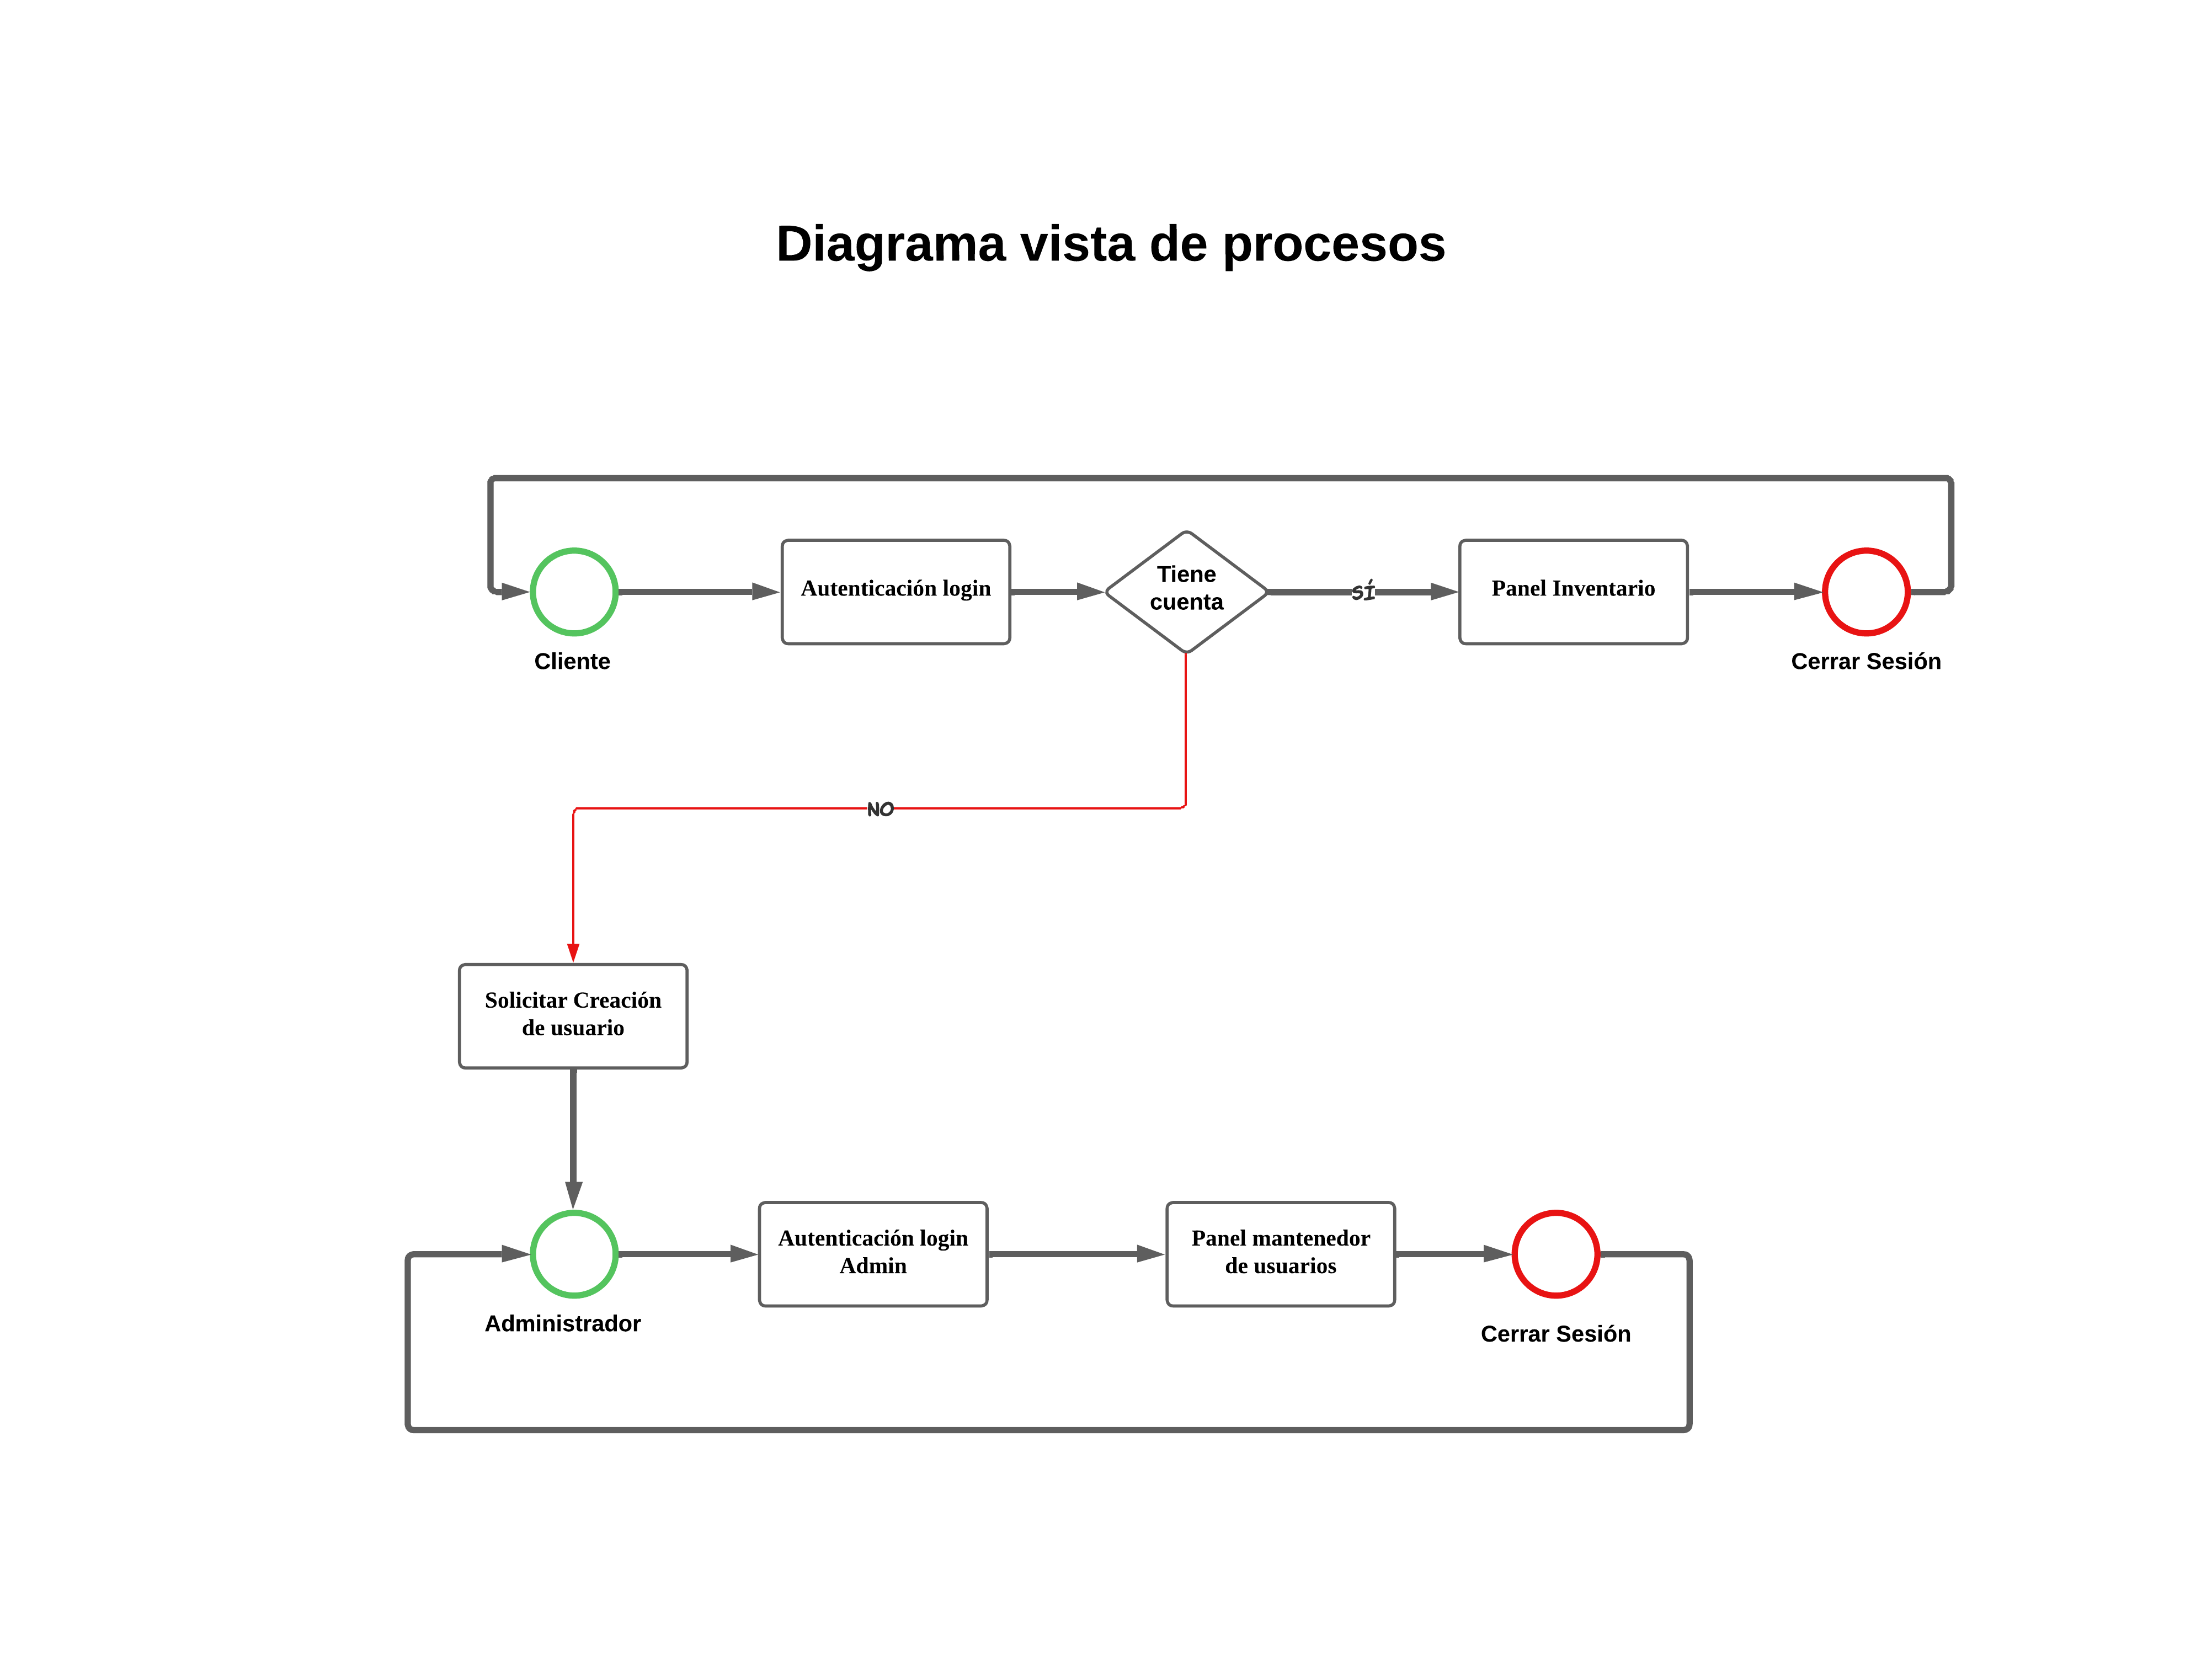 Diagrama vista de procesos
Autenticación login
Tiene
cuenta
SÍ
Panel Inventario
Cliente
Cerrar Sesión
NO
Solicitar Creación
de usuario
Autenticación login
Admin
Panel mantenedor
de usuarios
Administrador
Cerrar Sesión